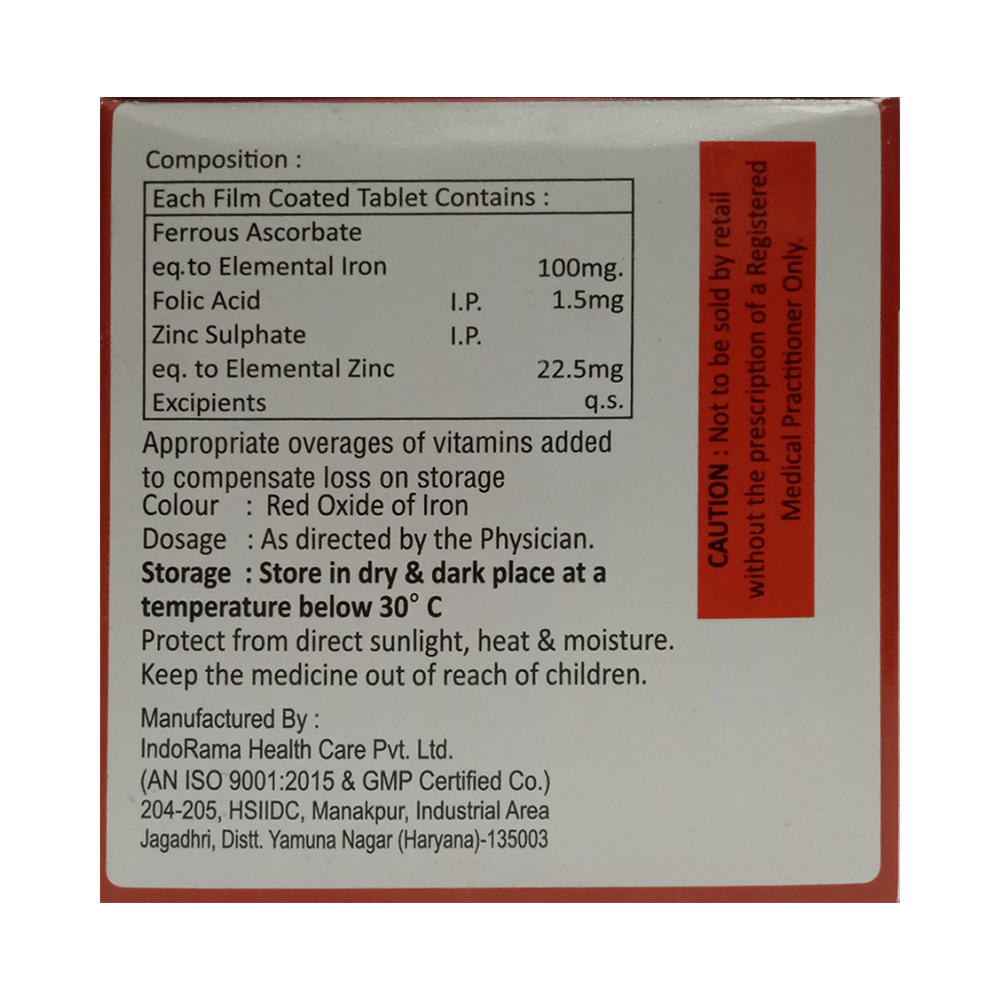 Composition :
Each Film Coated Tablet Contains :
Ferrous Ascorbate
eq.to Elemental Iron 100mg.
Folic Acid I.P. 1.5mg
Zinc Sulphate I.P.
eq. to Elemental Zinc 22.5mg
Excipients q.s.
Appropriate overages of vitamins added
to compensate loss on storage
Colour : Red Oxide of Iron
Dosage : As directed by the Physician.
Storage : Store in dry & dark place at a
temperature below 30° C
Protect from direct sunlight, heat & moisture.
Keep the medicine out of reach of children.
Manufactured By :
IndoRama Health Care Pvt. Ltd.
(AN ISO 9001:2015 & GMP Certified Co.)
204-205, HSIIDC, Manakpur, Industrial Area
Jagadhri, Distt. Yamuna Nagar (Haryana)-135003
CAUTION : Not to be sold by retail
without the prescription of a Registered
Medical Practitioner Only.